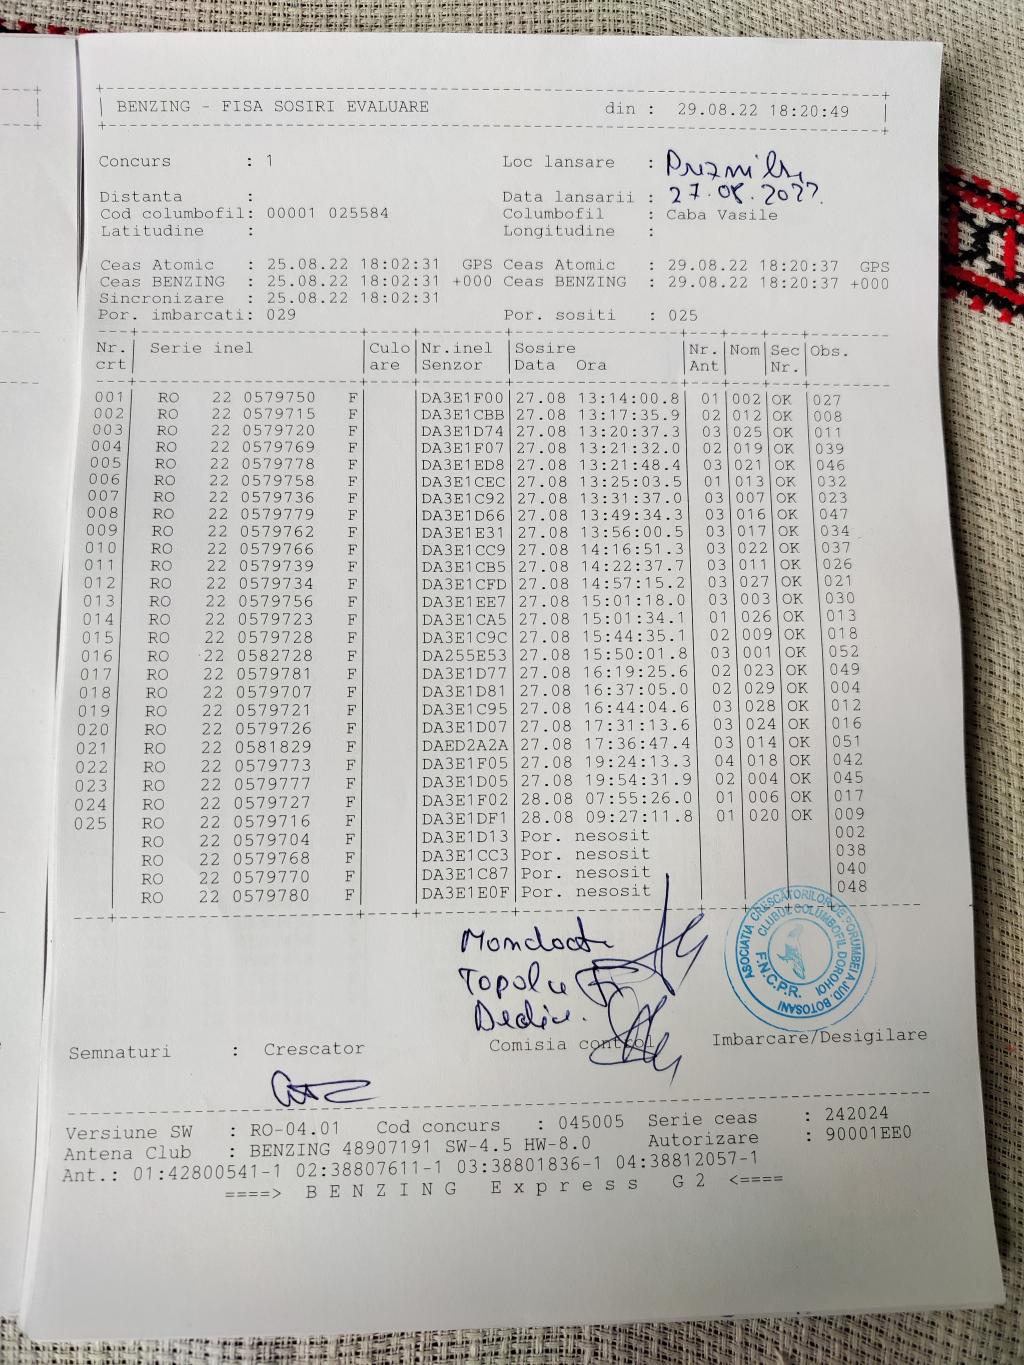 BENZING - FISA SOSIRI EVALUARE din : 29.08.22 18:20:49
Concurs : 1 Loc lansare :
Distanta : Data lansarii : 27.08.2022
Cod columbofil: 00001 025584 Columbofil : Caba Vasile
Latitudine : Longitudine :
Ceas Atomic : 25.08.22 18:02:31 GPS Ceas Atomic : 29.08.22 18:20:37 GPS
Ceas BENZING : 25.08.22 18:02:31 +000 Ceas BENZING : 29.08.22 18:20:37 +000
Sincronizare : 25.08.22 18:02:31
Por. imbarcati: 029 Por. sositi : 025
Nr. Serie inel Culo Nr.inel Sosire Nr. Nom Sec Obs.
crt are Senzor Data Ora Ant Nr.
001 RO 22 0579750 F DA3E1F00 27.08 13:14:00.8 01 002 OK 027
002 RO 22 0579715 F DA3E1CBB 27.08 13:17:35.9 02 012 OK 008
003 RO 22 0579720 F DA3E1D74 27.08 13:20:37.3 03 025 OK 011
004 RO 22 0579769 F DA3E1F07 27.08 13:21:32.0 02 019 OK 039
005 RO 22 0579778 F DA3E1ED8 27.08 13:21:48.4 03 021 OK 046
006 RO 22 0579758 F DA3E1CEC 27.08 13:25:03.5 01 013 OK 032
007 RO 22 0579736 F DA3E1C92 27.08 13:31:37.0 03 007 OK 023
008 RO 22 0579779 F DA3E1D66 27.08 13:49:34.3 03 016 OK 047
009 RO 22 0579762 F DA3E1E31 27.08 13:56:00.5 03 017 OK 034
010 RO 22 0579766 F DA3E1CC9 27.08 14:16:51.3 03 022 OK 037
011 RO 22 0579739 F DA3E1CB5 27.08 14:22:37.7 03 011 OK 026
012 RO 22 0579734 F DA3E1CFD 27.08 14:57:15.2 03 027 OK 021
013 RO 22 0579756 F DA3E1EE7 27.08 15:01:18.0 03 003 OK 030
014 RO 22 0579723 F DA3E1CA5 27.08 15:01:34.1 01 026 OK 013
015 RO 22 0579728 F DA3E1C9C 27.08 15:44:35.1 02 009 OK 018
016 RO 22 0582728 F DA255E53 27.08 15:50:01.8 03 001 OK 052
017 RO 22 0579781 F DA3E1D77 27.08 16:19:25.6 02 023 OK 049
018 RO 22 0579707 F DA3E1D81 27.08 16:37:05.0 02 029 OK 004
019 RO 22 0579721 F DA3E1C95 27.08 16:44:04.6 03 028 OK 012
020 RO 22 0579726 F DA3E1D07 27.08 17:31:13.6 03 024 OK 016
021 RO 22 0581829 F DAED2A2A 27.08 17:36:47.4 03 014 OK 051
022 RO 22 0579773 F DA3E1F05 27.08 19:24:13.3 04 018 OK 042
023 RO 22 0579777 F DA3E1D05 27.08 19:54:31.9 02 004 OK 045
024 RO 22 0579727 F DA3E1F02 28.08 07:55:26.0 01 006 OK 017
025 RO 22 0579716 F DA3E1DF1 28.08 09:27:11.8 01 020 OK 009
RO 22 0579704 F DA3E1D13 Por. nesosit 002
RO 22 0579768 F DA3E1CC3 Por. nesosit 038
RO 22 0579770 F DA3E1C87 Por. nesosit 040
RO 22 0579780 F DA3E1E0F Por. nesosit 048
ASOCIATIA CRESCĂTORILOR DE PORUMBEI A JUD. BOTOSANI
CLUBUL COLUMBOFIL DOROHOI
F.N.C.P.R.
Semnaturi : Crescator Comisia control Imbarcare/Desigilare
Versiune SW : RO-04.01 Cod concurs : 045005 Serie ceas : 242024
Antena Club : BENZING 48907191 SW-4.5 HW-8.0 Autorizare : 90001EE0
Ant.: 01:42800541-1 02:38807611-1 03:38801836-1 04:38812057-1
====> B E N Z I N G E x p r e s s G 2 <====